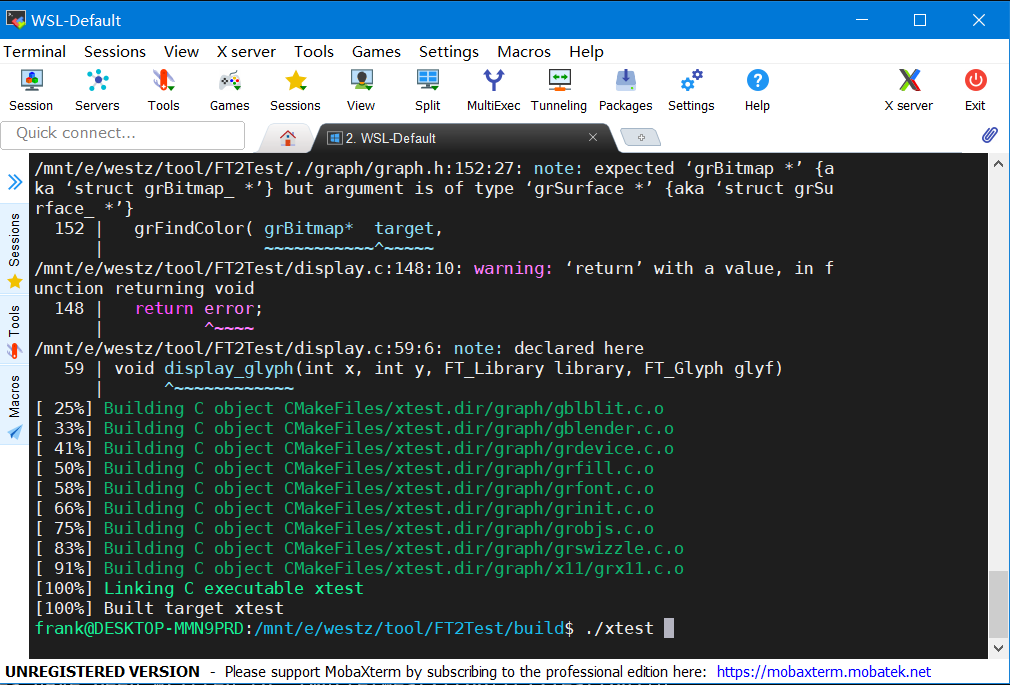 WSL-Default
Terminal Sessions View X server Tools Games Settings Macros Help
Session Servers Tools Games Sessions View Split MultiExec Tunneling Packages Settings Help X server Exit
Quick connect...
2. WSL-Default
Sessions
Tools
Macros
/mnt/e/westz/tool/FT2Test/./graph/graph.h:152:27: note: expected ‘grBitmap *’ {a
ka ‘struct grBitmap_ *’} but argument is of type ‘grSurface *’ {aka ‘struct grSu
rface_ *’}
  152 |   grFindColor( grBitmap*  target,
      |                ~~~~~~~~~~~^~~~~~
/mnt/e/westz/tool/FT2Test/display.c:148:10: warning: ‘return’ with a value, in f
unction returning void
  148 |   return error;
      |          ^~~~~
/mnt/e/westz/tool/FT2Test/display.c:59:6: note: declared here
   59 | void display_glyph(int x, int y, FT_Library library, FT_Glyph glyf)
      |      ^~~~~~~~~~~~~
[ 25%] Building C object CMakeFiles/xtest.dir/graph/gblblit.c.o
[ 33%] Building C object CMakeFiles/xtest.dir/graph/gblender.c.o
[ 41%] Building C object CMakeFiles/xtest.dir/graph/grdevice.c.o
[ 50%] Building C object CMakeFiles/xtest.dir/graph/grfill.c.o
[ 58%] Building C object CMakeFiles/xtest.dir/graph/grfont.c.o
[ 66%] Building C object CMakeFiles/xtest.dir/graph/grinit.c.o
[ 75%] Building C object CMakeFiles/xtest.dir/graph/grobjs.c.o
[ 83%] Building C object CMakeFiles/xtest.dir/graph/grswizzle.c.o
[ 91%] Building C object CMakeFiles/xtest.dir/graph/x11/grx11.c.o
[100%] Linking C executable xtest
[100%] Built target xtest
frank@DESKTOP-MMN9PRD:/mnt/e/westz/tool/FT2Test/build$ ./xtest
UNREGISTERED VERSION - Please support MobaXterm by subscribing to the professional edition here: https://mobaxterm.mobatek.net